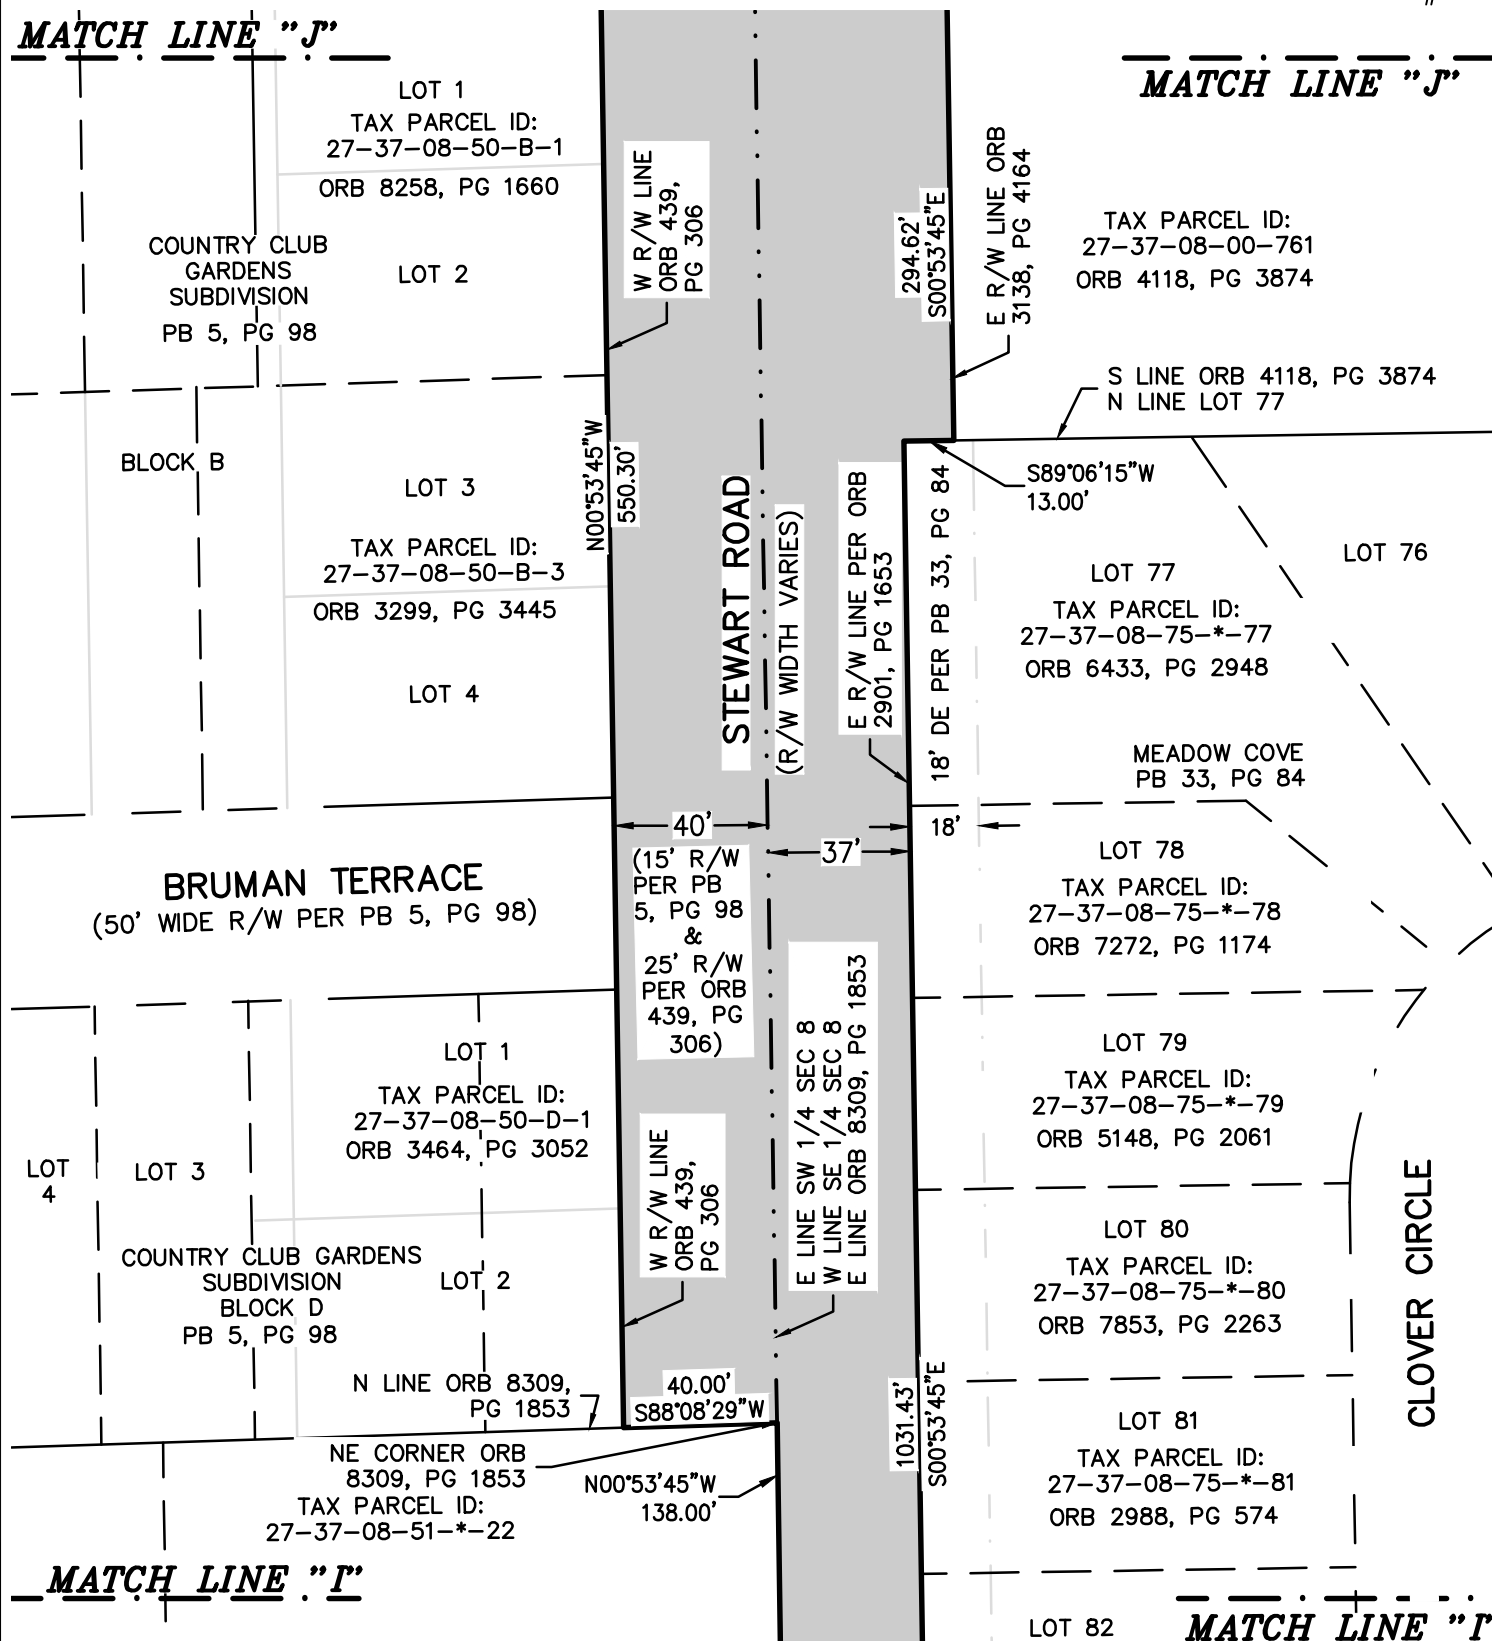 MATCH LINE "J"
MATCH LINE "J"
LOT 1
TAX PARCEL ID:
27-37-08-50-B-1
ORB 8258, PG 1660
COUNTRY CLUB
GARDENS
SUBDIVISION
PB 5, PG 98
LOT 2
W R/W LINE
ORB 439,
PG 306
294.62'
S00°53'45"E
E R/W LINE ORB
3138, PG 4164
TAX PARCEL ID:
27-37-08-00-761
ORB 4118, PG 3874
S LINE ORB 4118, PG 3874
N LINE LOT 77
S89°06'15"W
13.00'
BLOCK B
LOT 3
TAX PARCEL ID:
27-37-08-50-B-3
ORB 3299, PG 3445
LOT 4
N00°53'45"W
550.30'
STEWART ROAD
(R/W WIDTH VARIES)
E R/W LINE PER ORB
2901, PG 1653
18' DE PER PB 33, PG 84
LOT 76
LOT 77
TAX PARCEL ID:
27-37-08-75-*-77
ORB 6433, PG 2948
MEADOW COVE
PB 33, PG 84
40'
18'
37'
(15' R/W
PER PB
5, PG 98
&
25' R/W
PER ORB
439, PG
306)
BRUMAN TERRACE
(50' WIDE R/W PER PB 5, PG 98)
LOT 78
TAX PARCEL ID:
27-37-08-75-*-78
ORB 7272, PG 1174
LOT 1
TAX PARCEL ID:
27-37-08-50-D-1
ORB 3464, PG 3052
LOT
4
LOT 3
COUNTRY CLUB GARDENS
SUBDIVISION
BLOCK D
PB 5, PG 98
LOT 2
W R/W LINE
ORB 439,
PG 306
E LINE SW 1/4 SEC 8
W LINE SE 1/4 SEC 8
E LINE ORB 8309, PG 1853
LOT 79
TAX PARCEL ID:
27-37-08-75-*-79
ORB 5148, PG 2061
LOT 80
TAX PARCEL ID:
27-37-08-75-*-80
ORB 7853, PG 2263
CLOVER CIRCLE
N LINE ORB 8309,
PG 1853
40.00'
S88°08'29"W
1031.43'
S00°53'45"E
LOT 81
TAX PARCEL ID:
27-37-08-75-*-81
ORB 2988, PG 574
NE CORNER ORB
8309, PG 1853
TAX PARCEL ID:
27-37-08-51-*-22
N00°53'45"W
138.00'
MATCH LINE "I"
LOT 82
MATCH LINE "I"